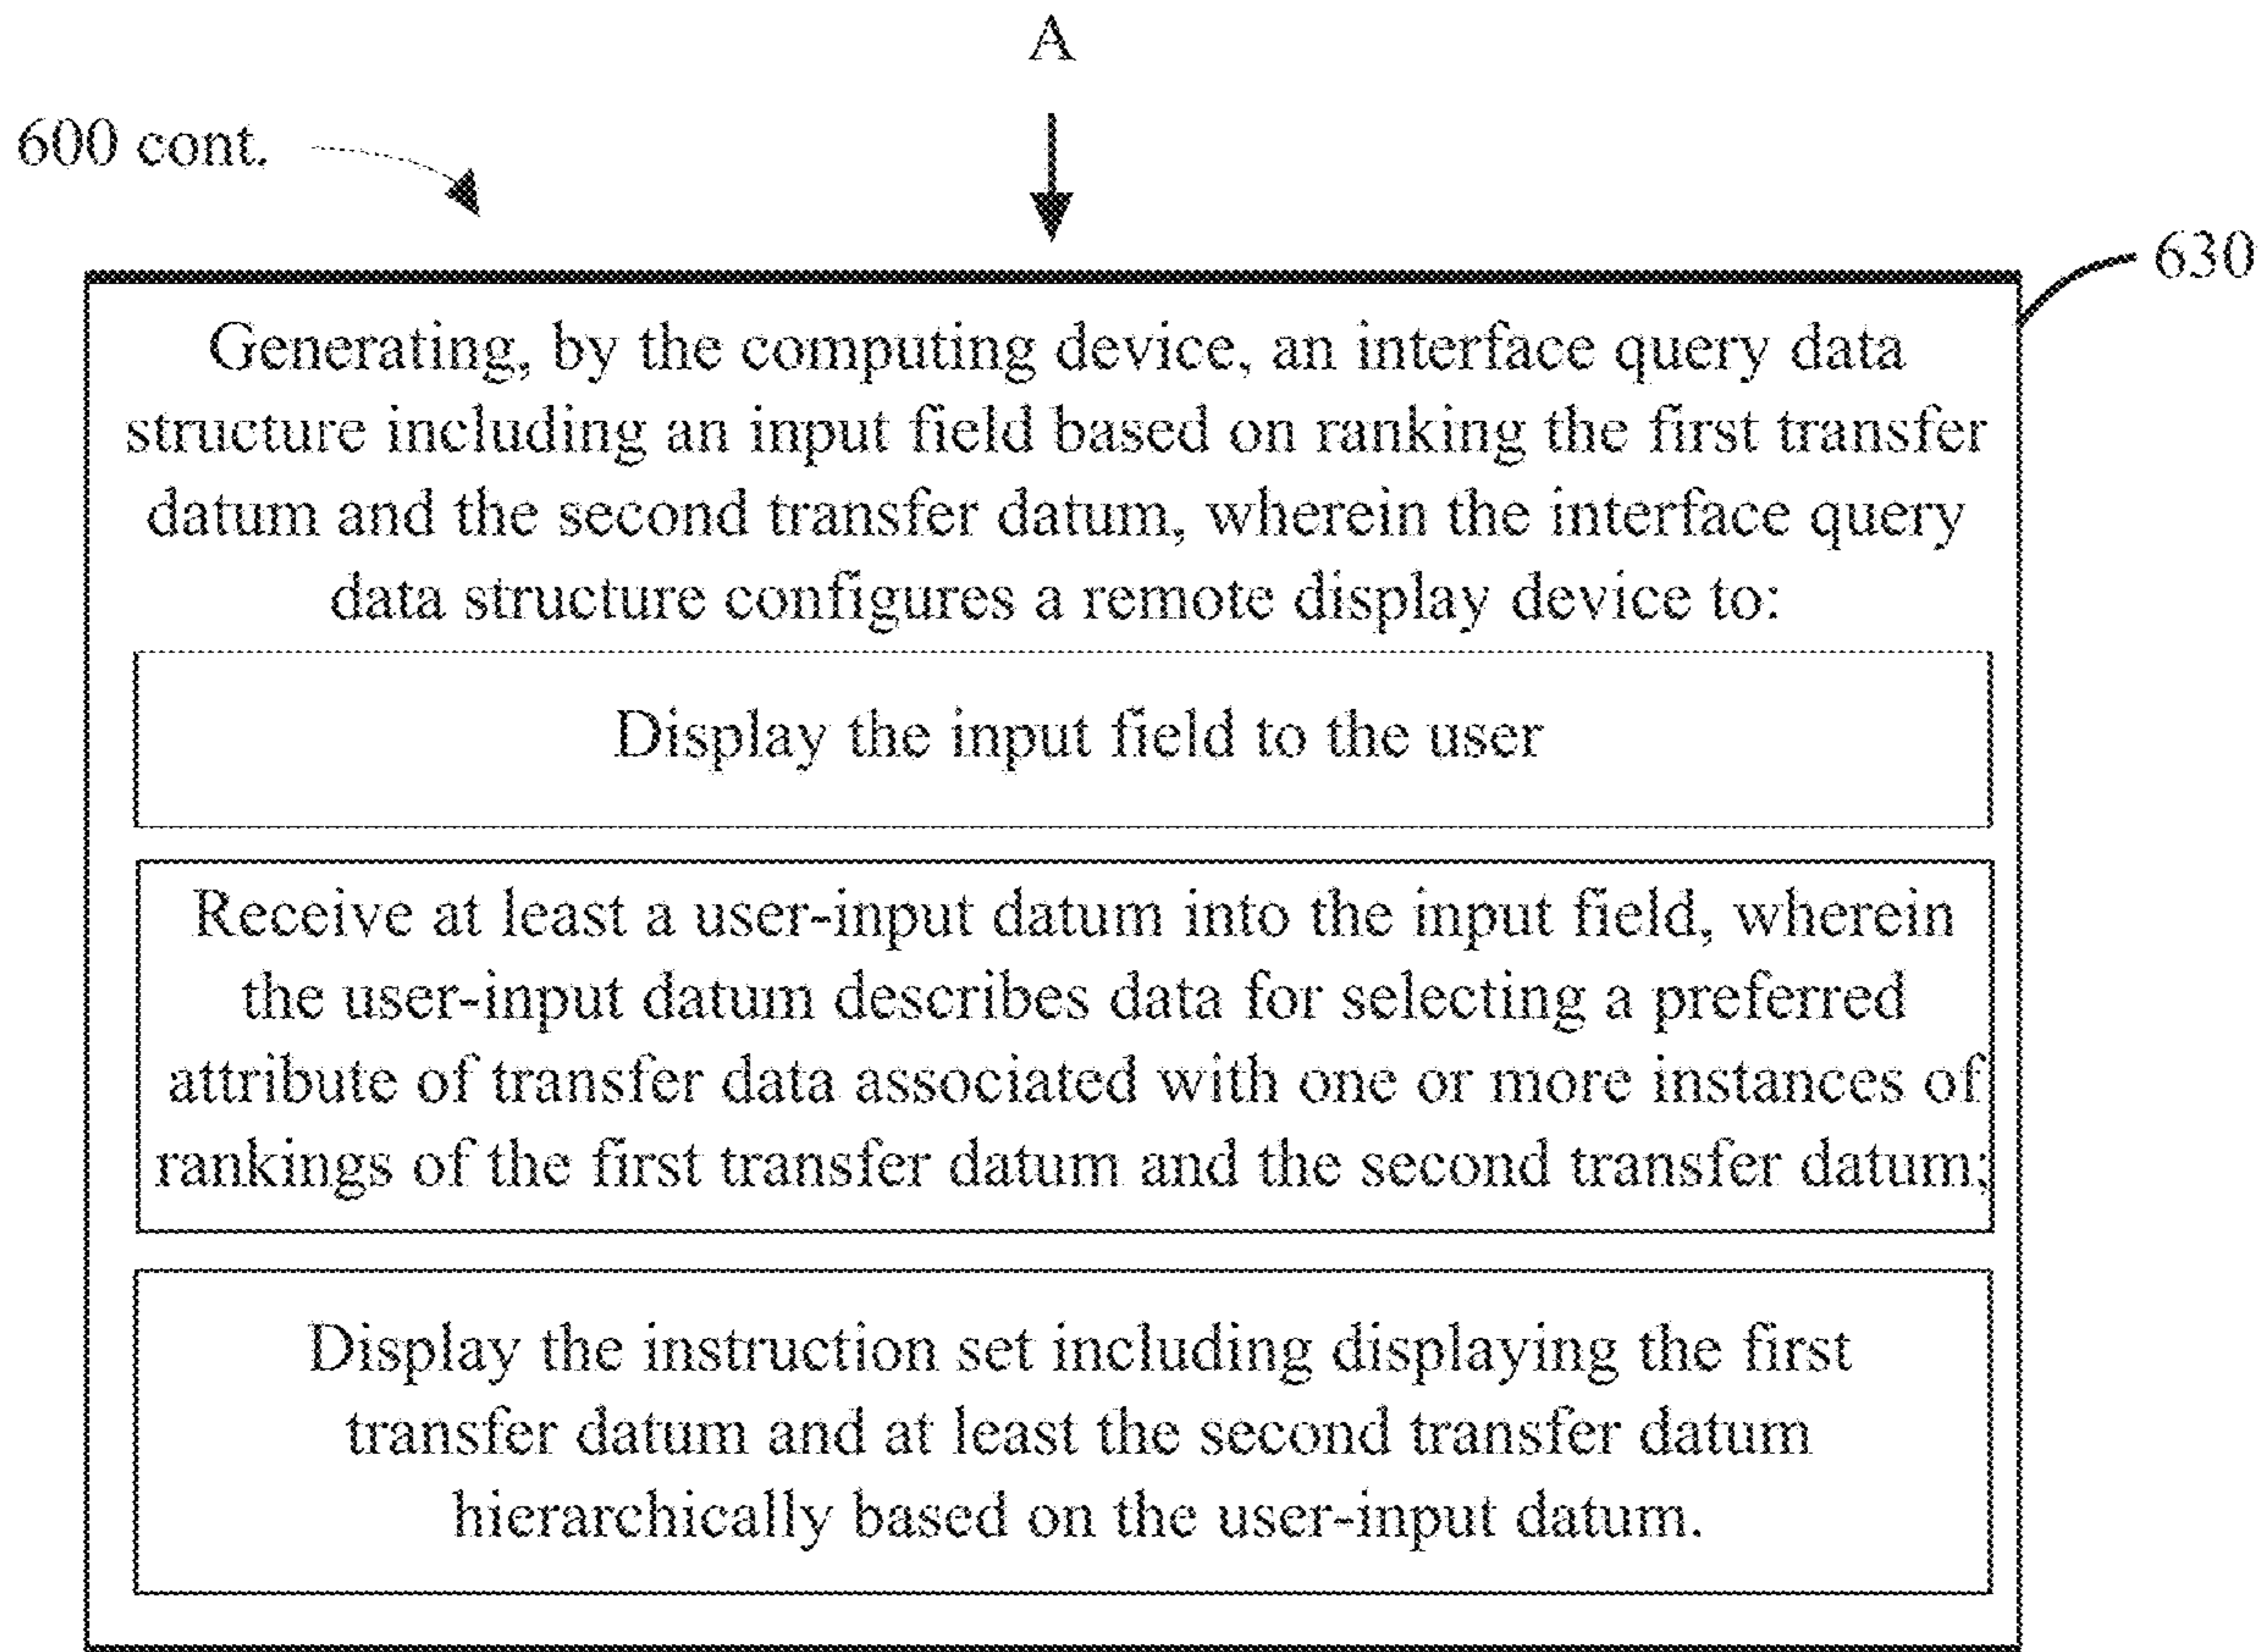 A
600 cont.
630
Generating, by the computing device, an interface query data
structure including an input field based on ranking the first transfer
datum and the second transfer datum, wherein the interface query
data structure configures a remote display device to:
Display the input field to the user
Receive at least a user-input datum into the input field, wherein
the user-input datum describes data for selecting a preferred
attribute of transfer data associated with one or more instances of
rankings of the first transfer datum and the second transfer datum;
Display the instruction set including displaying the first
transfer datum and at least the second transfer datum
hierarchically based on the user-input datum.